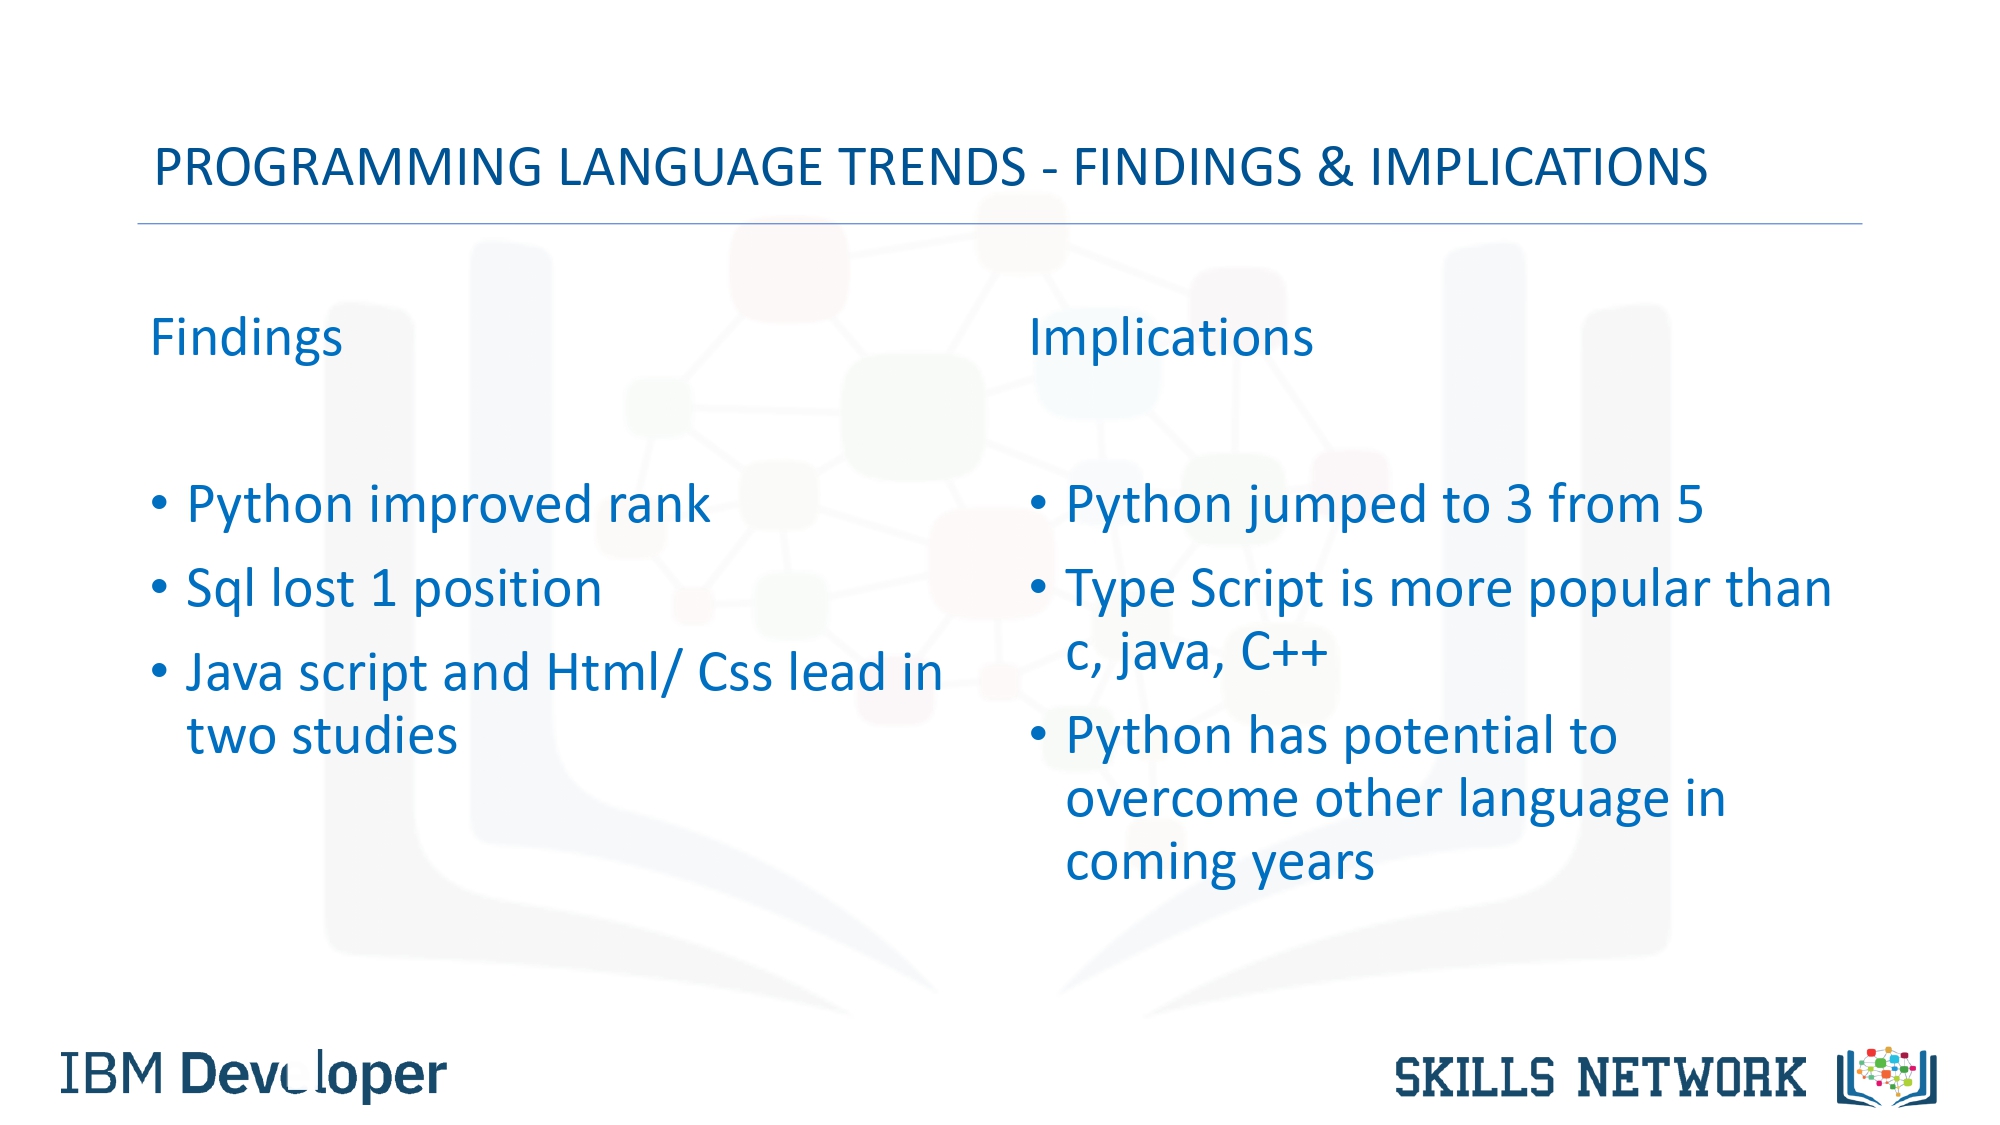 PROGRAMMING LANGUAGE TRENDS - FINDINGS & IMPLICATIONS
Findings
• Python improved rank
• Sql lost 1 position
• Java script and Html/ Css lead in
two studies
Implications
• Python jumped to 3 from 5
• Type Script is more popular than
c, java, C++
• Python has potential to
overcome other language in
coming years
IBM Developer
SKILLS NETWORK